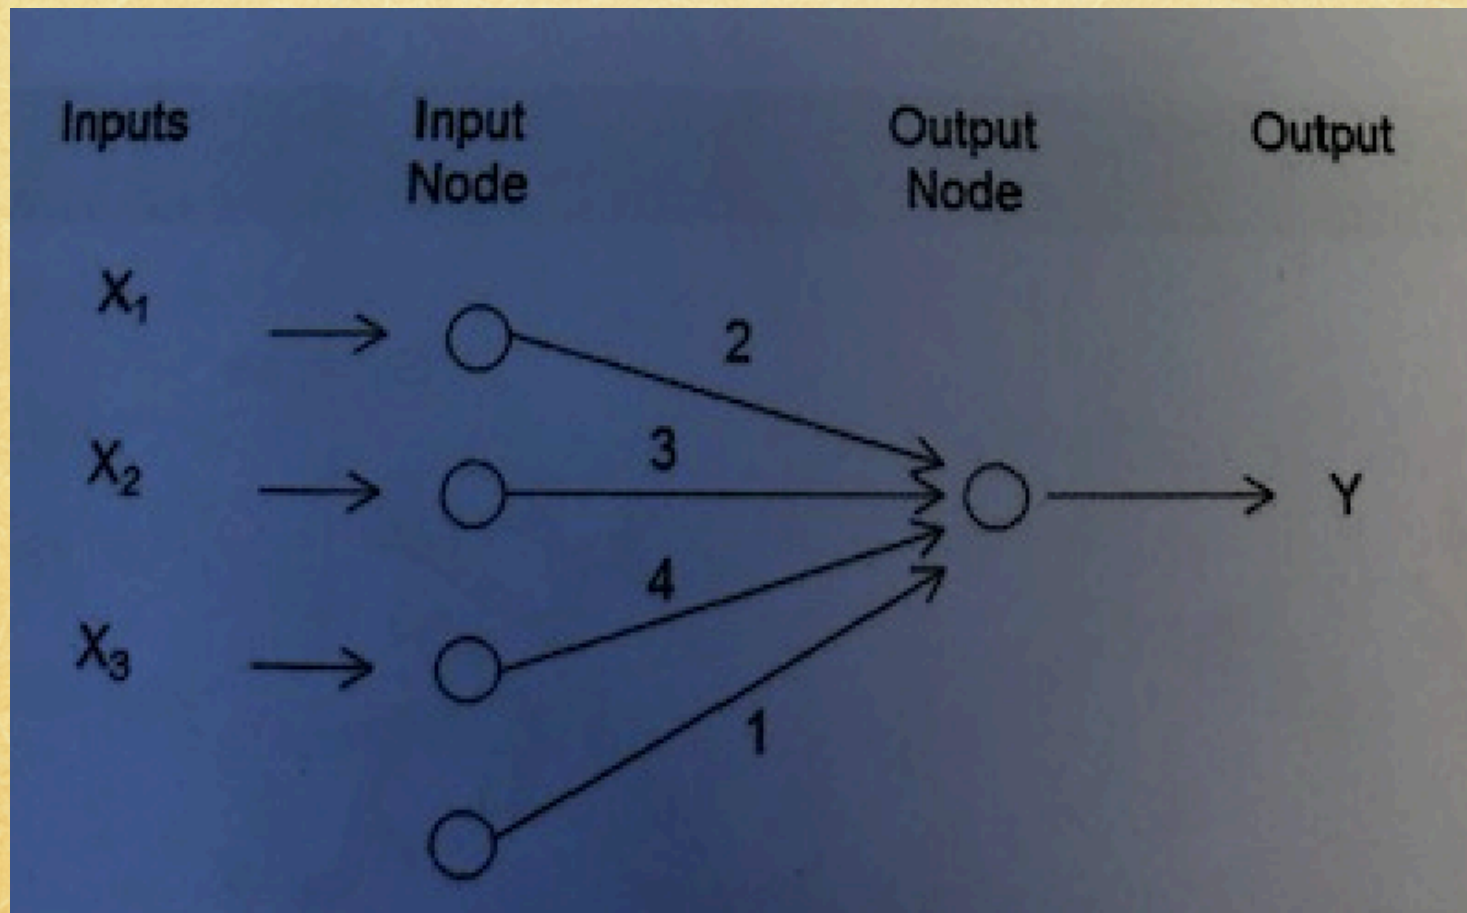 Inputs
Input
Node
Output
Node
Output
X₁
2
X₂
3
Y
4
X₃
1